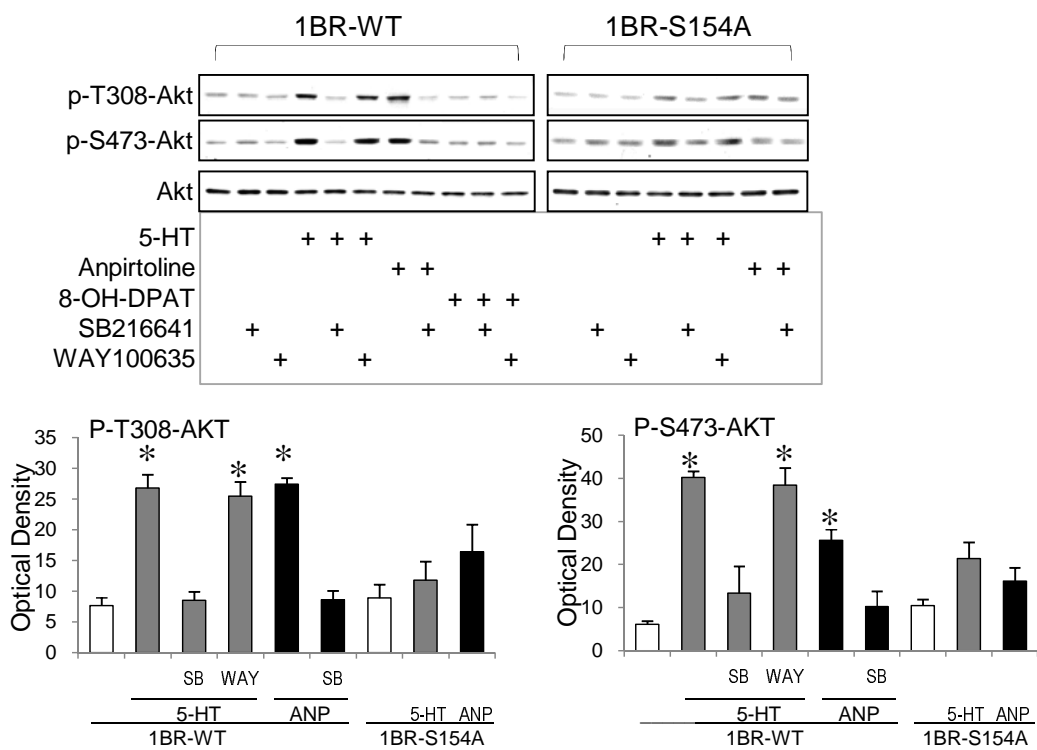 1BR-WT 1BR-S154A
p-T308-Akt
p-S473-Akt
Akt
5-HT + + + + + +
Anpirtoline + + + +
8-OH-DPAT + + +
SB216641 + + + + + + +
WAY100635 + + + + +
P-T308-AKT
Optical Density
35
30
25
20
15
10
5
0
* * *
SB WAY SB
5-HT ANP 5-HT ANP
1BR-WT 1BR-S154A
P-S473-AKT
Optical Density
50
40
30
20
10
0
* * *
SB WAY SB
5-HT ANP 5-HT ANP
1BR-WT 1BR-S154A